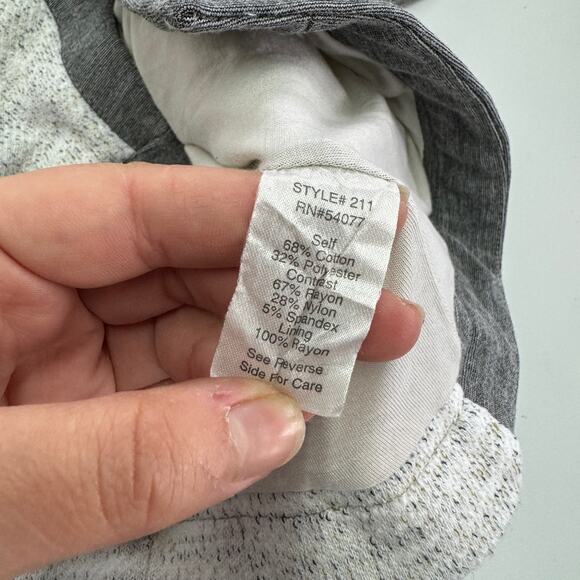 STYLE# 211
RN#54077
Self
68% Cotton
32% Polyester
Contrast
67% Rayon
28% Nylon
5% Spandex
Lining
100% Rayon
See Reverse
Side For Care